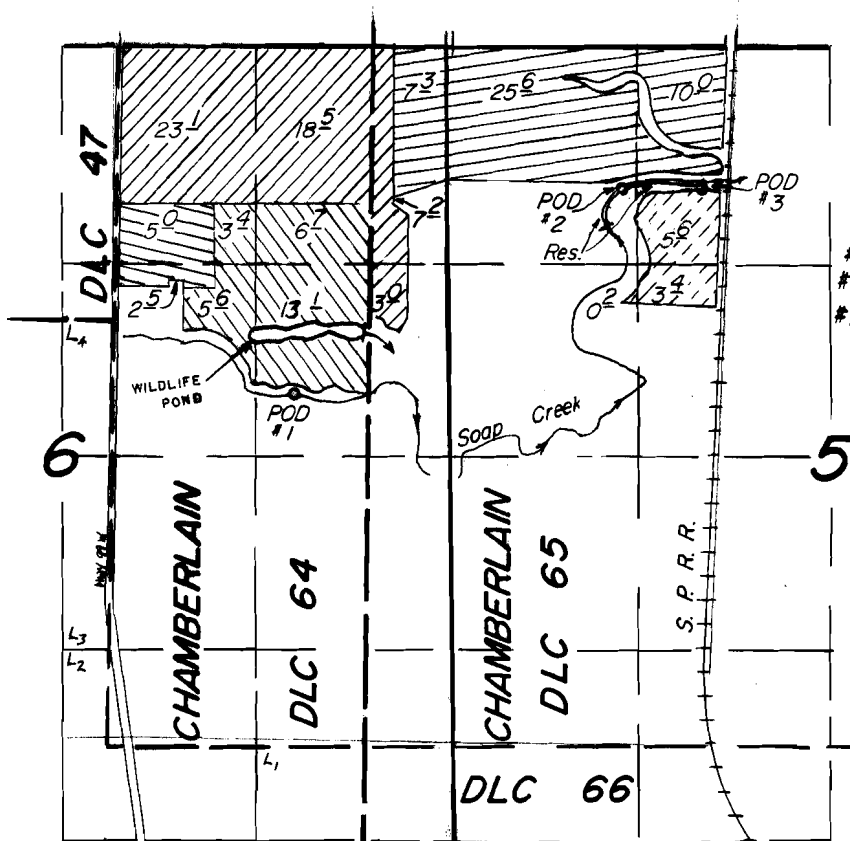 23 1
18 5
7 3
25 6
10 0
DLC 47
5 0
3 4
6 7
7 2
POD
#2
POD
#3
Res.
5 6
2 5
5 6
13 1
3 0
0 2
3 4
#
#
#
L4
WILDLIFE
POND
POD
#1
Soap Creek
6
5
HWY 99 W
CHAMBERLAIN
DLC 64
CHAMBERLAIN
DLC 65
S. P. R. R.
L3
L2
L1
DLC 66